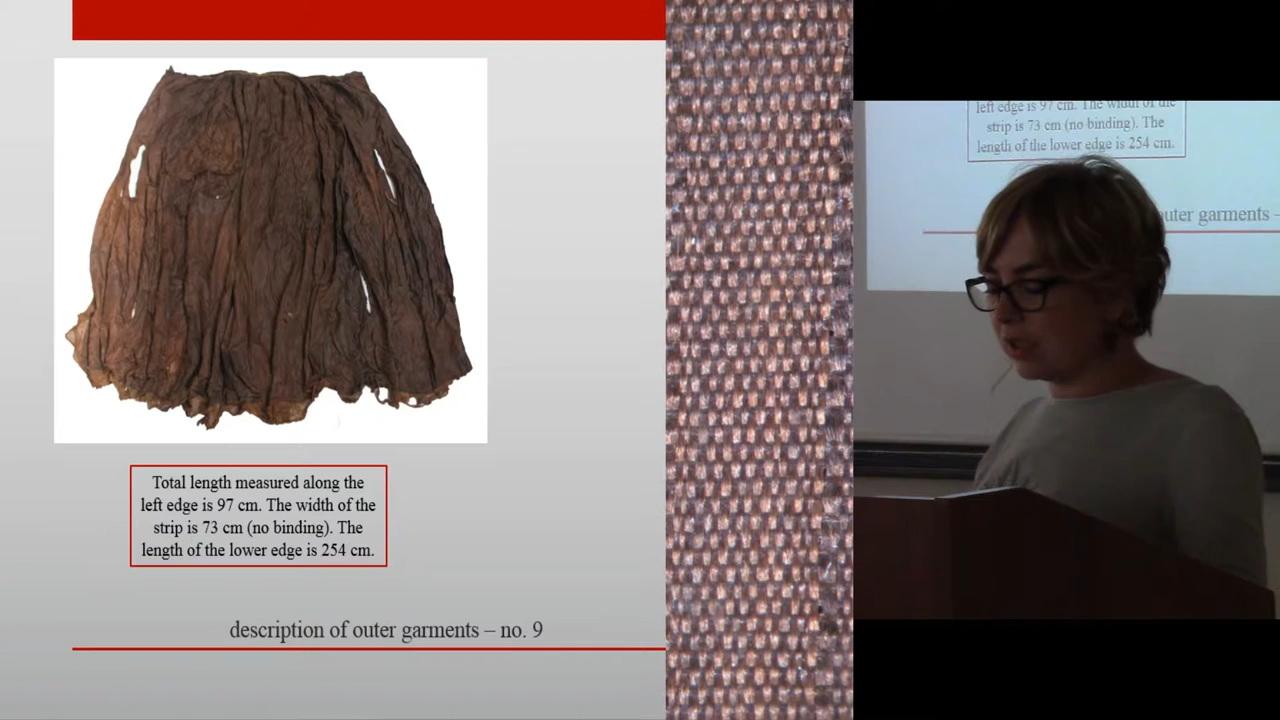 Total length measured along the
left edge is 97 cm. The width of the
strip is 73 cm (no binding). The
length of the lower edge is 254 cm.
description of outer garments – no. 9
left edge is 97 cm. The width of the
strip is 73 cm (no binding). The
length of the lower edge is 254 cm.
outer garments –